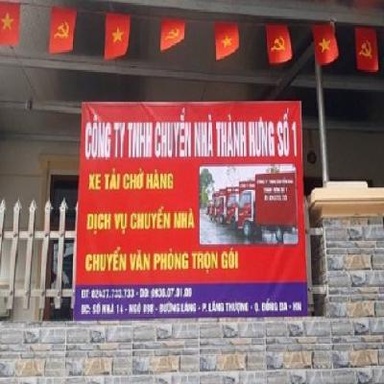 CÔNG TY TNHH CHUYỂN NHÀ THÀNH HƯNG SỐ 1
XE TẢI CHỞ HÀNG
DỊCH VỤ CHUYỂN NHÀ
CHUYỂN VĂN PHÒNG TRỌN GÓI
ĐC: SỐ NHÀ 14 - NGÕ - ĐƯỜNG LÁNG - P. LÁNG THƯỢNG - Q. ĐỐNG ĐA - HN